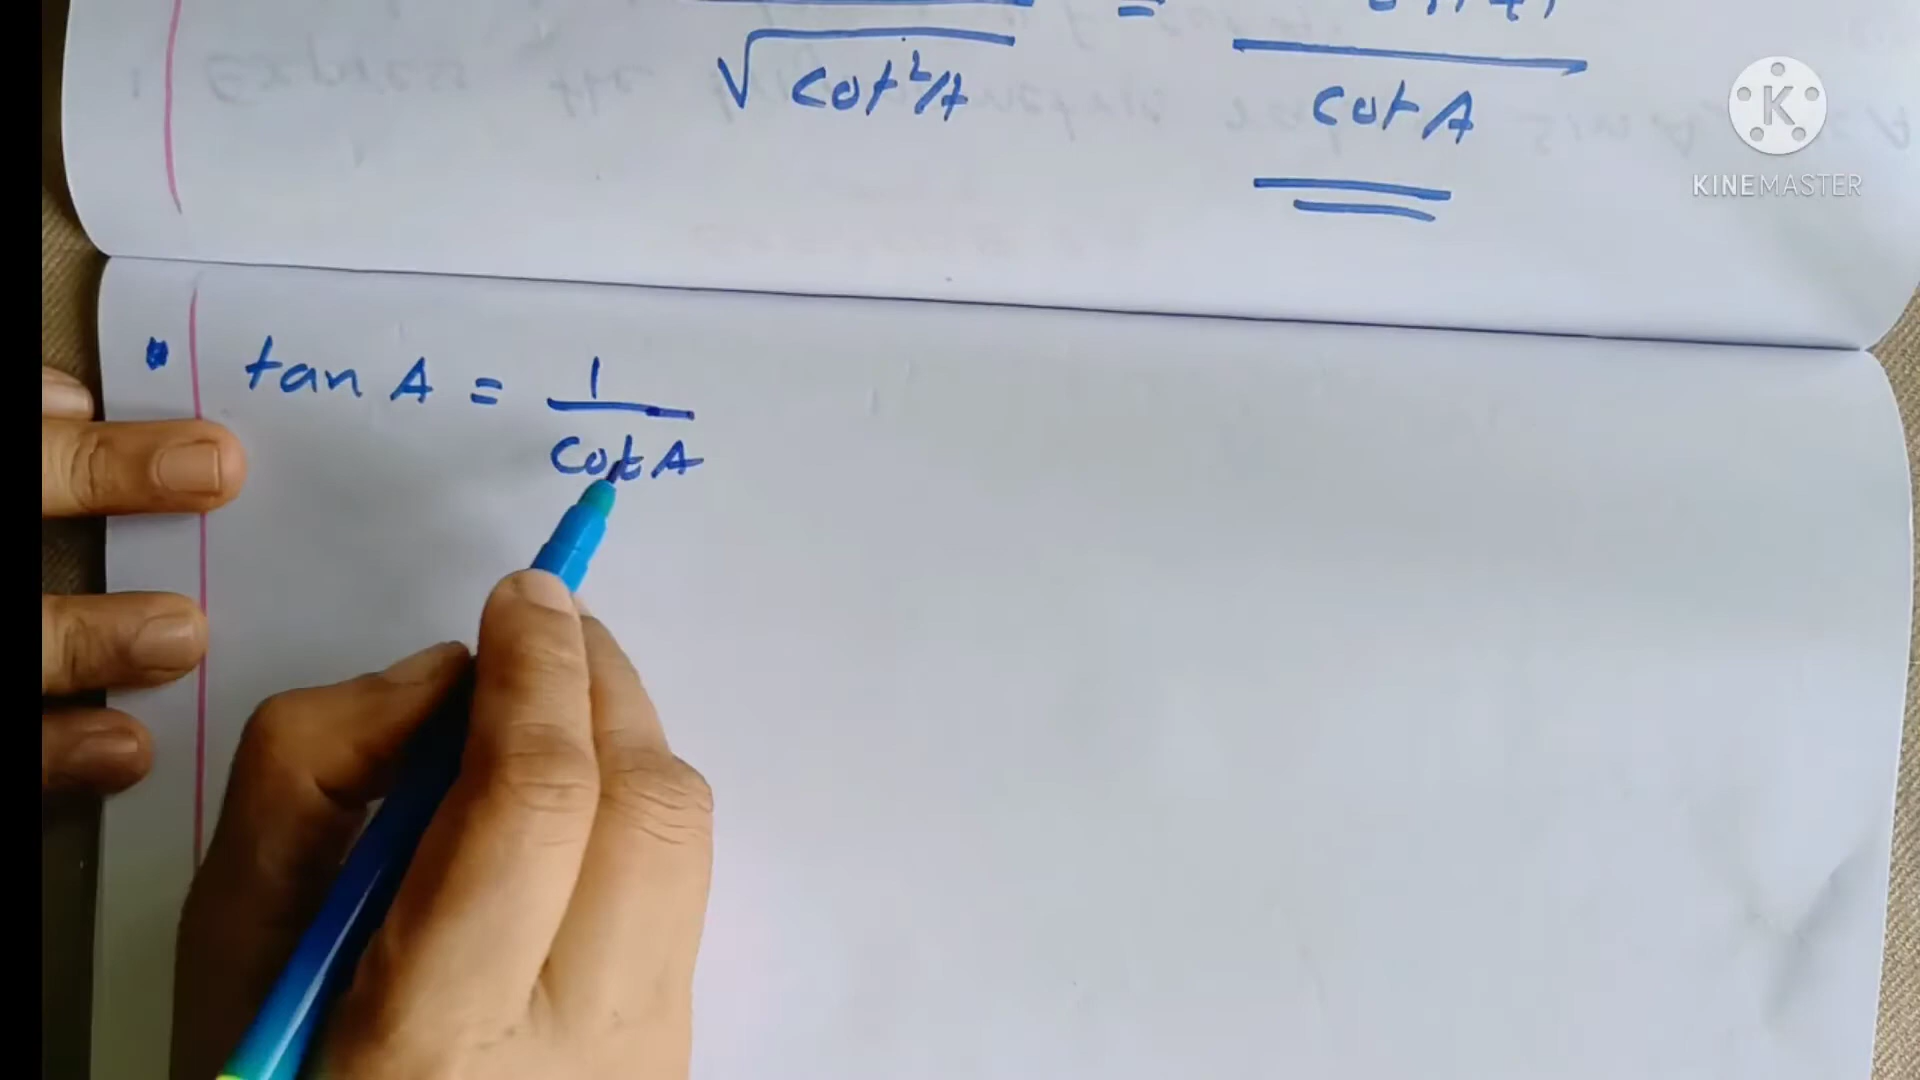 √cot²A = cot A
KINEMASTER
tan A = 1/cot A